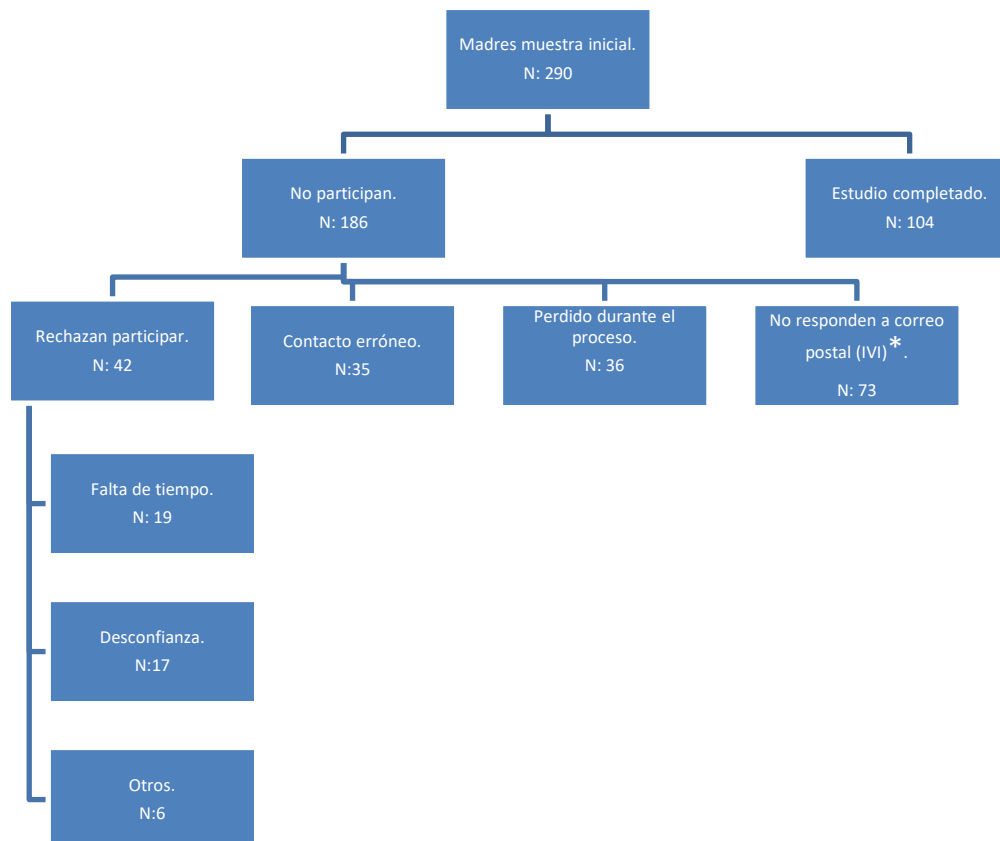 Madres muestra inicial.
N: 290
No participan.
N: 186
Estudio completado.
N: 104
Rechazan participar.
N: 42
Contacto erróneo.
N:35
Perdido durante el
proceso.
N: 36
No responden a correo
postal (IVI)*.
N: 73
Falta de tiempo.
N: 19
Desconfianza.
N:17
Otros.
N:6